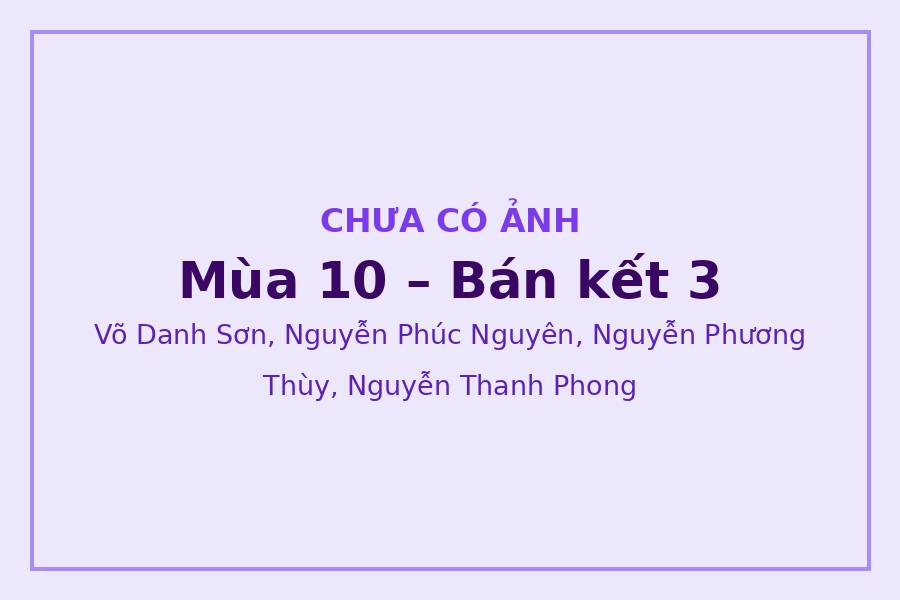 CHƯA CÓ ẢNH
Mùa 10 – Bán kết 3
Võ Danh Sơn, Nguyễn Phúc Nguyên, Nguyễn Phương
Thùy, Nguyễn Thanh Phong